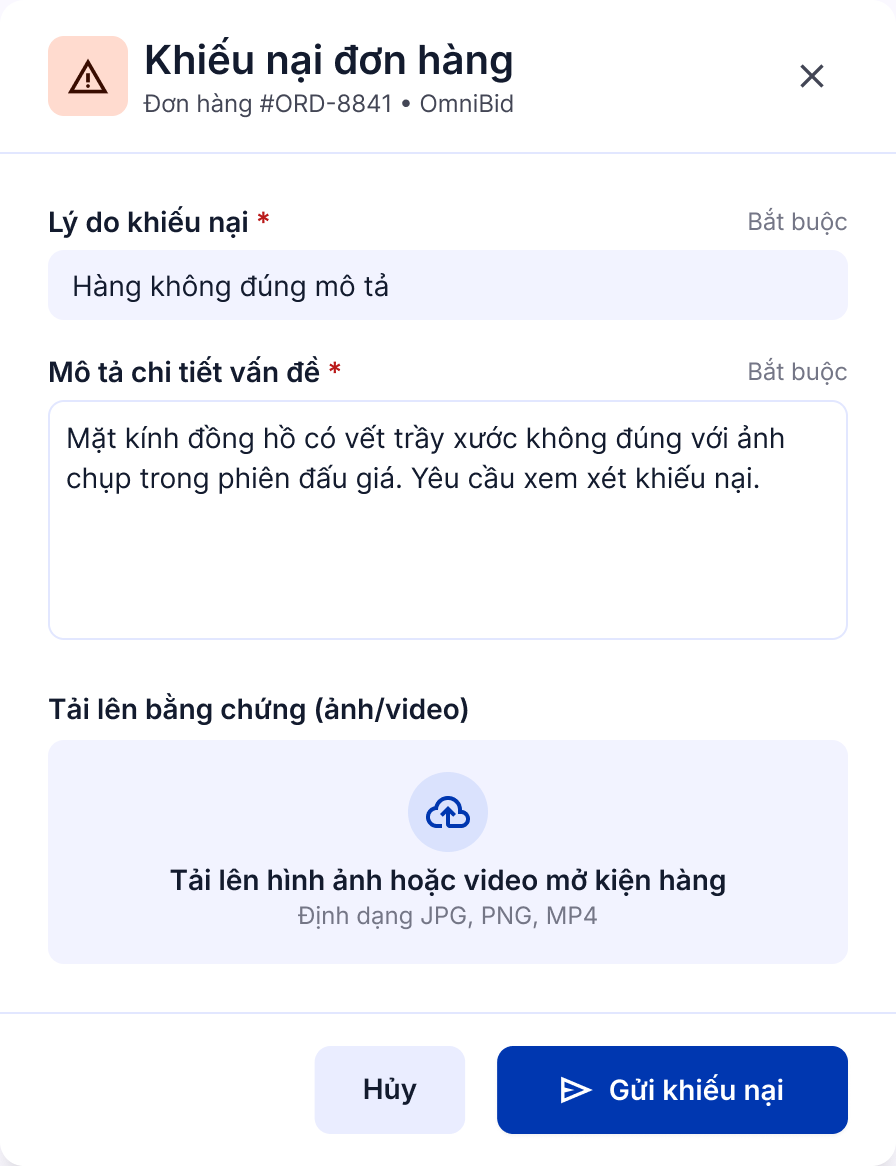 Khiếu nại đơn hàng
Đơn hàng #ORD-8841 • OmniBid
Lý do khiếu nại *
Bắt buộc
Hàng không đúng mô tả
Mô tả chi tiết vấn đề *
Bắt buộc
Mặt kính đồng hồ có vết trầy xước không đúng với ảnh
chụp trong phiên đấu giá. Yêu cầu xem xét khiếu nại.
Tải lên bằng chứng (ảnh/video)
Tải lên hình ảnh hoặc video mở kiện hàng
Định dạng JPG, PNG, MP4
Hủy
Gửi khiếu nại